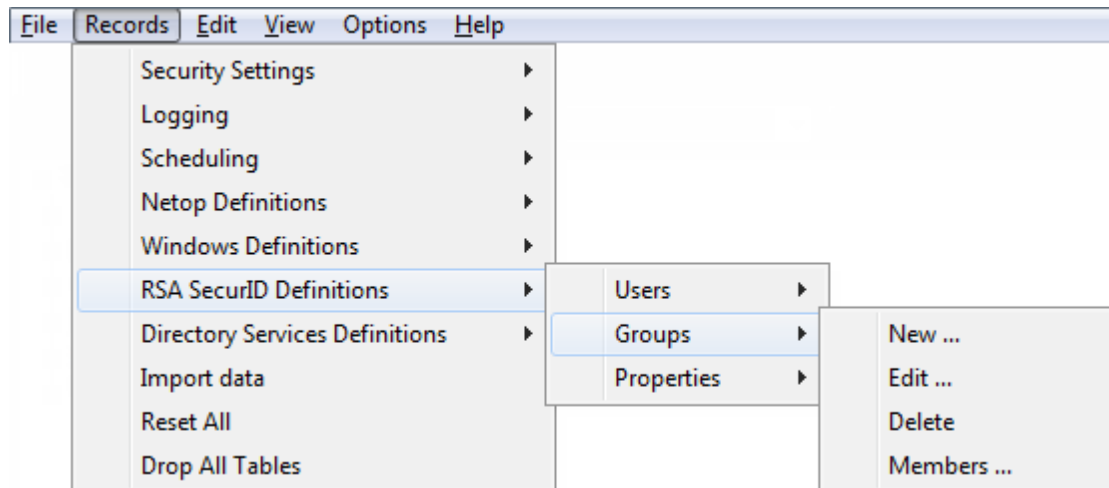 File Records Edit View Options Help
Security Settings
Logging
Scheduling
Netop Definitions
Windows Definitions
RSA SecurID Definitions
Directory Services Definitions
Import data
Reset All
Drop All Tables
Users
Groups
Properties
New ...
Edit ...
Delete
Members ...